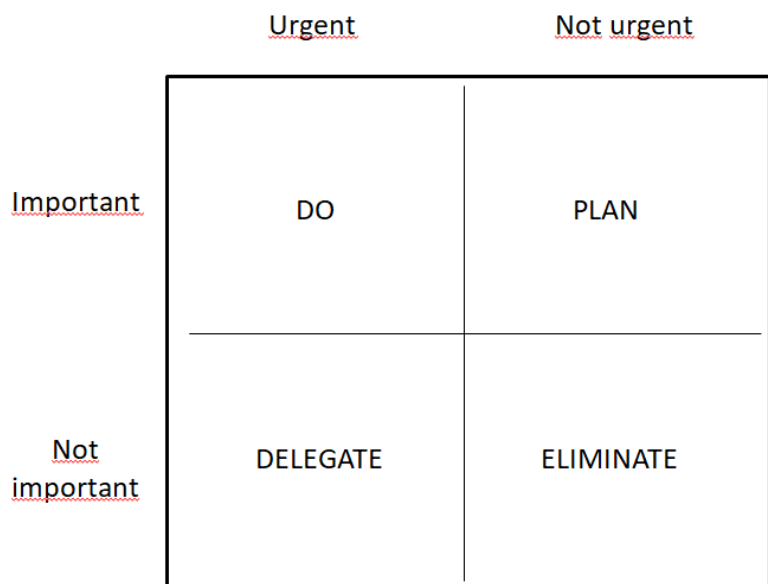 Urgent Not urgent
Important DO PLAN
Not
important
DELEGATE ELIMINATE